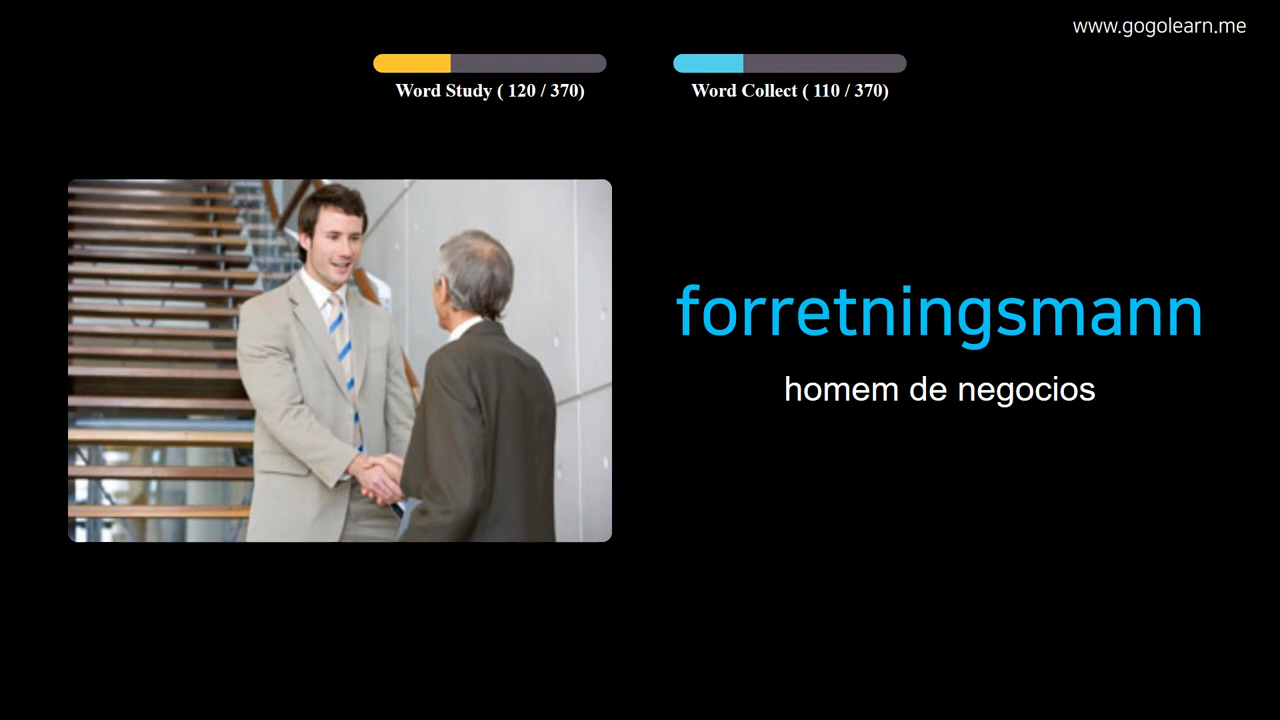 www.gogolearn.me
Word Study ( 120 / 370)
Word Collect ( 110 / 370)
forretningsmann
homem de negocios